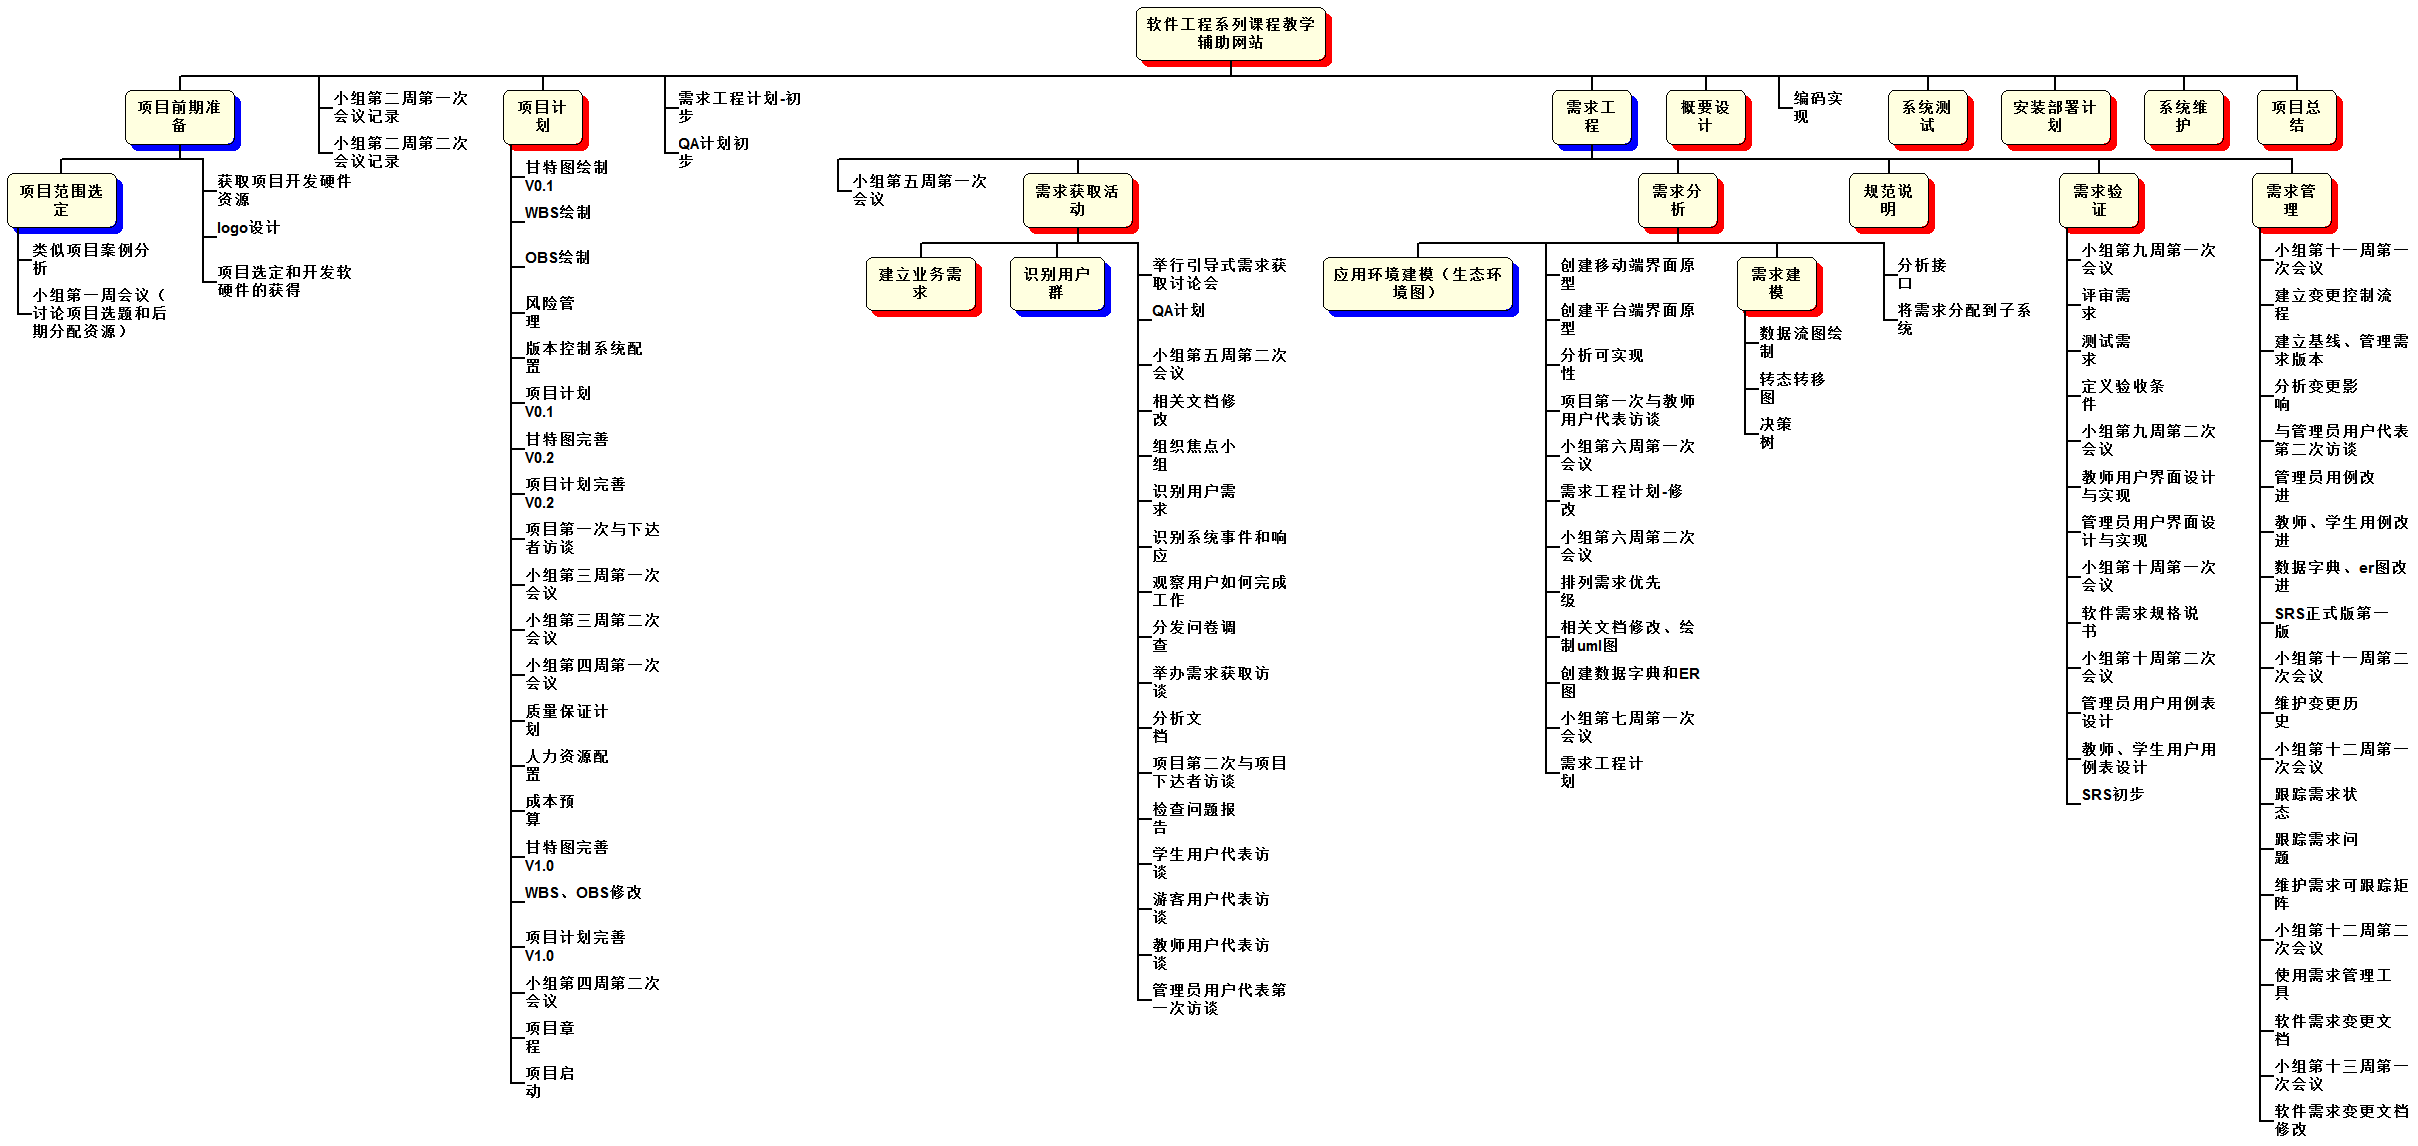 软件工程系列课程教学
辅助网站
项目前期准
备
小组第二周第一次
会议记录
小组第二周第二次
会议记录
项目计
划
需求工程计划-初
步
QA计划初
步
需求工
程
概要设
计
编码实
现
系统测
试
安装部署计
划
系统维
护
项目总
结
项目范围选
定
类似项目案例分
析
小组第一周会议（
讨论项目选题和后
期分配资源）
获取项目开发硬件
资源
logo设计
项目选定和开发软
硬件的获得
甘特图绘制
V0.1
WBS绘制
OBS绘制
风险管
理
版本控制系统配
置
项目计划
V0.1
甘特图完善
V0.2
项目计划完善
V0.2
项目第一次与下达
者访谈
小组第三周第一次
会议
小组第三周第二次
会议
小组第四周第一次
会议
质量保证计
划
人力资源配
置
成本预
算
甘特图完善
V1.0
WBS、OBS修改
项目计划完善
V1.0
小组第四周第二次
会议
项目章
程
项目启
动
小组第五周第一次
会议
需求获取活
动
建立业务需
求
识别用户
群
举行引导式需求获
取讨论会
QA计划
小组第五周第二次
会议
相关文档修
改
组织焦点小
组
识别用户需
求
识别系统事件和响
应
观察用户如何完成
工作
分发问卷调
查
举办需求获取访
谈
分析文
档
项目第二次与项目
下达者访谈
检查问题报
告
学生用户代表访
谈
游客用户代表访
谈
教师用户代表访
谈
管理员用户代表第
一次访谈
需求分
析
应用环境建模（生态环
境图）
创建移动端界面原
型
创建平台端界面原
型
分析可实现
性
项目第一次与教师
用户代表访谈
小组第六周第一次
会议
需求工程计划-修
改
小组第六周第二次
会议
排列需求优先
级
相关文档修改、绘
制uml图
创建数据字典和ER
图
小组第七周第一次
会议
需求工程计
划
需求建
模
数据流图绘
制
转态转移
图
决策
树
分析接
口
将需求分配到子系
统
规范说
明
需求验
证
小组第九周第一次
会议
评审需
求
测试需
求
定义验收条
件
小组第九周第二次
会议
教师用户界面设计
与实现
管理员用户界面设
计与实现
小组第十周第一次
会议
软件需求规格说
书
小组第十周第二次
会议
管理员用户用例表
设计
教师、学生用户用
例表设计
SRS初步
需求管
理
小组第十一周第一
次会议
建立变更控制流
程
建立基线、管理需
求版本
分析变更影
响
与管理员用户代表
第二次访谈
管理员用例改
进
教师、学生用例改
进
数据字典、er图改
进
SRS正式版第一
版
小组第十一周第二
次会议
维护变更历
史
小组第十二周第一
次会议
跟踪需求状
态
跟踪需求问
题
维护需求可跟踪矩
阵
小组第十二周第二
次会议
使用需求管理工
具
软件需求变更文
档
小组第十三周第一
次会议
软件需求变更文档
修改